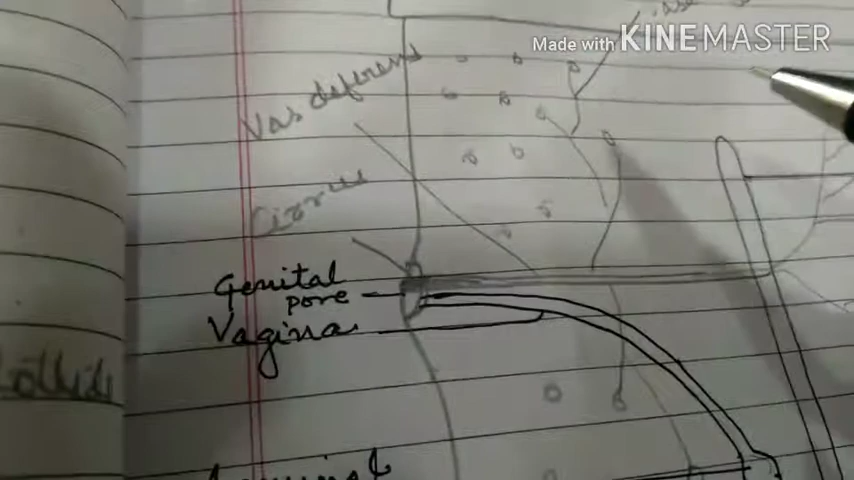 Made with KINEMASTER
Vas deferens
Cirrus
Genital
pore
Vagina